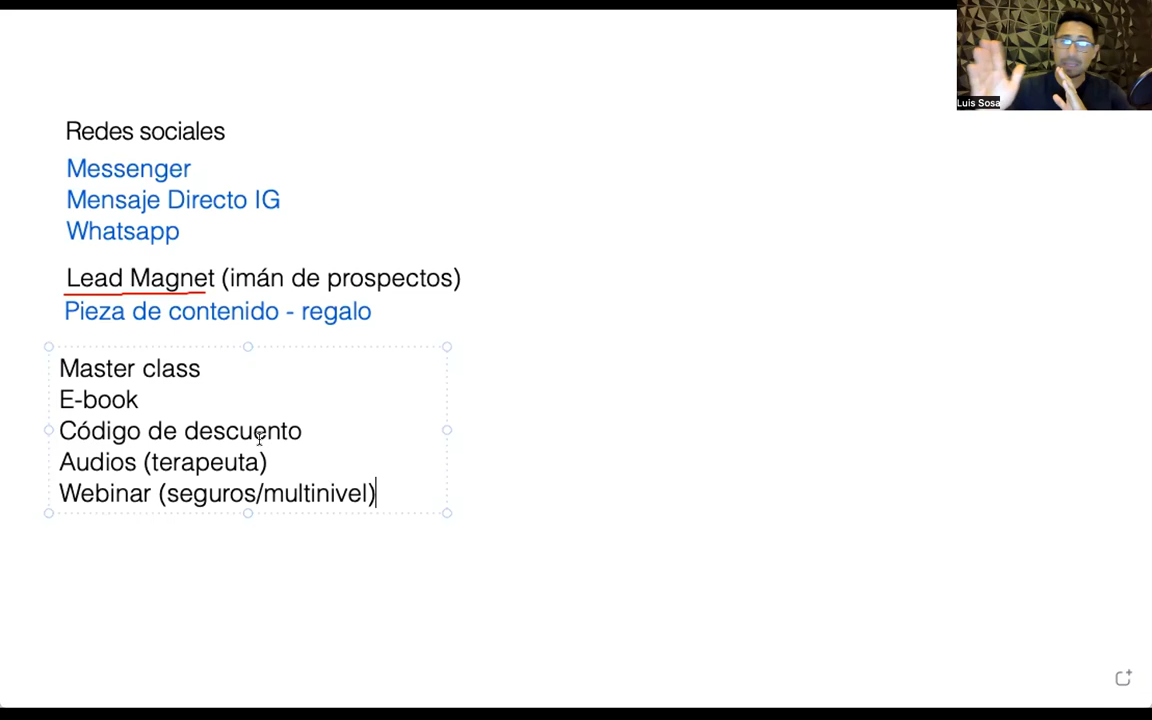 Luis Sosa
Redes sociales
Messenger
Mensaje Directo IG
Whatsapp
Lead Magnet (imán de prospectos)
Pieza de contenido - regalo
Master class
E-book
Código de descuento
Audios (terapeuta)
Webinar (seguros/multinivel)